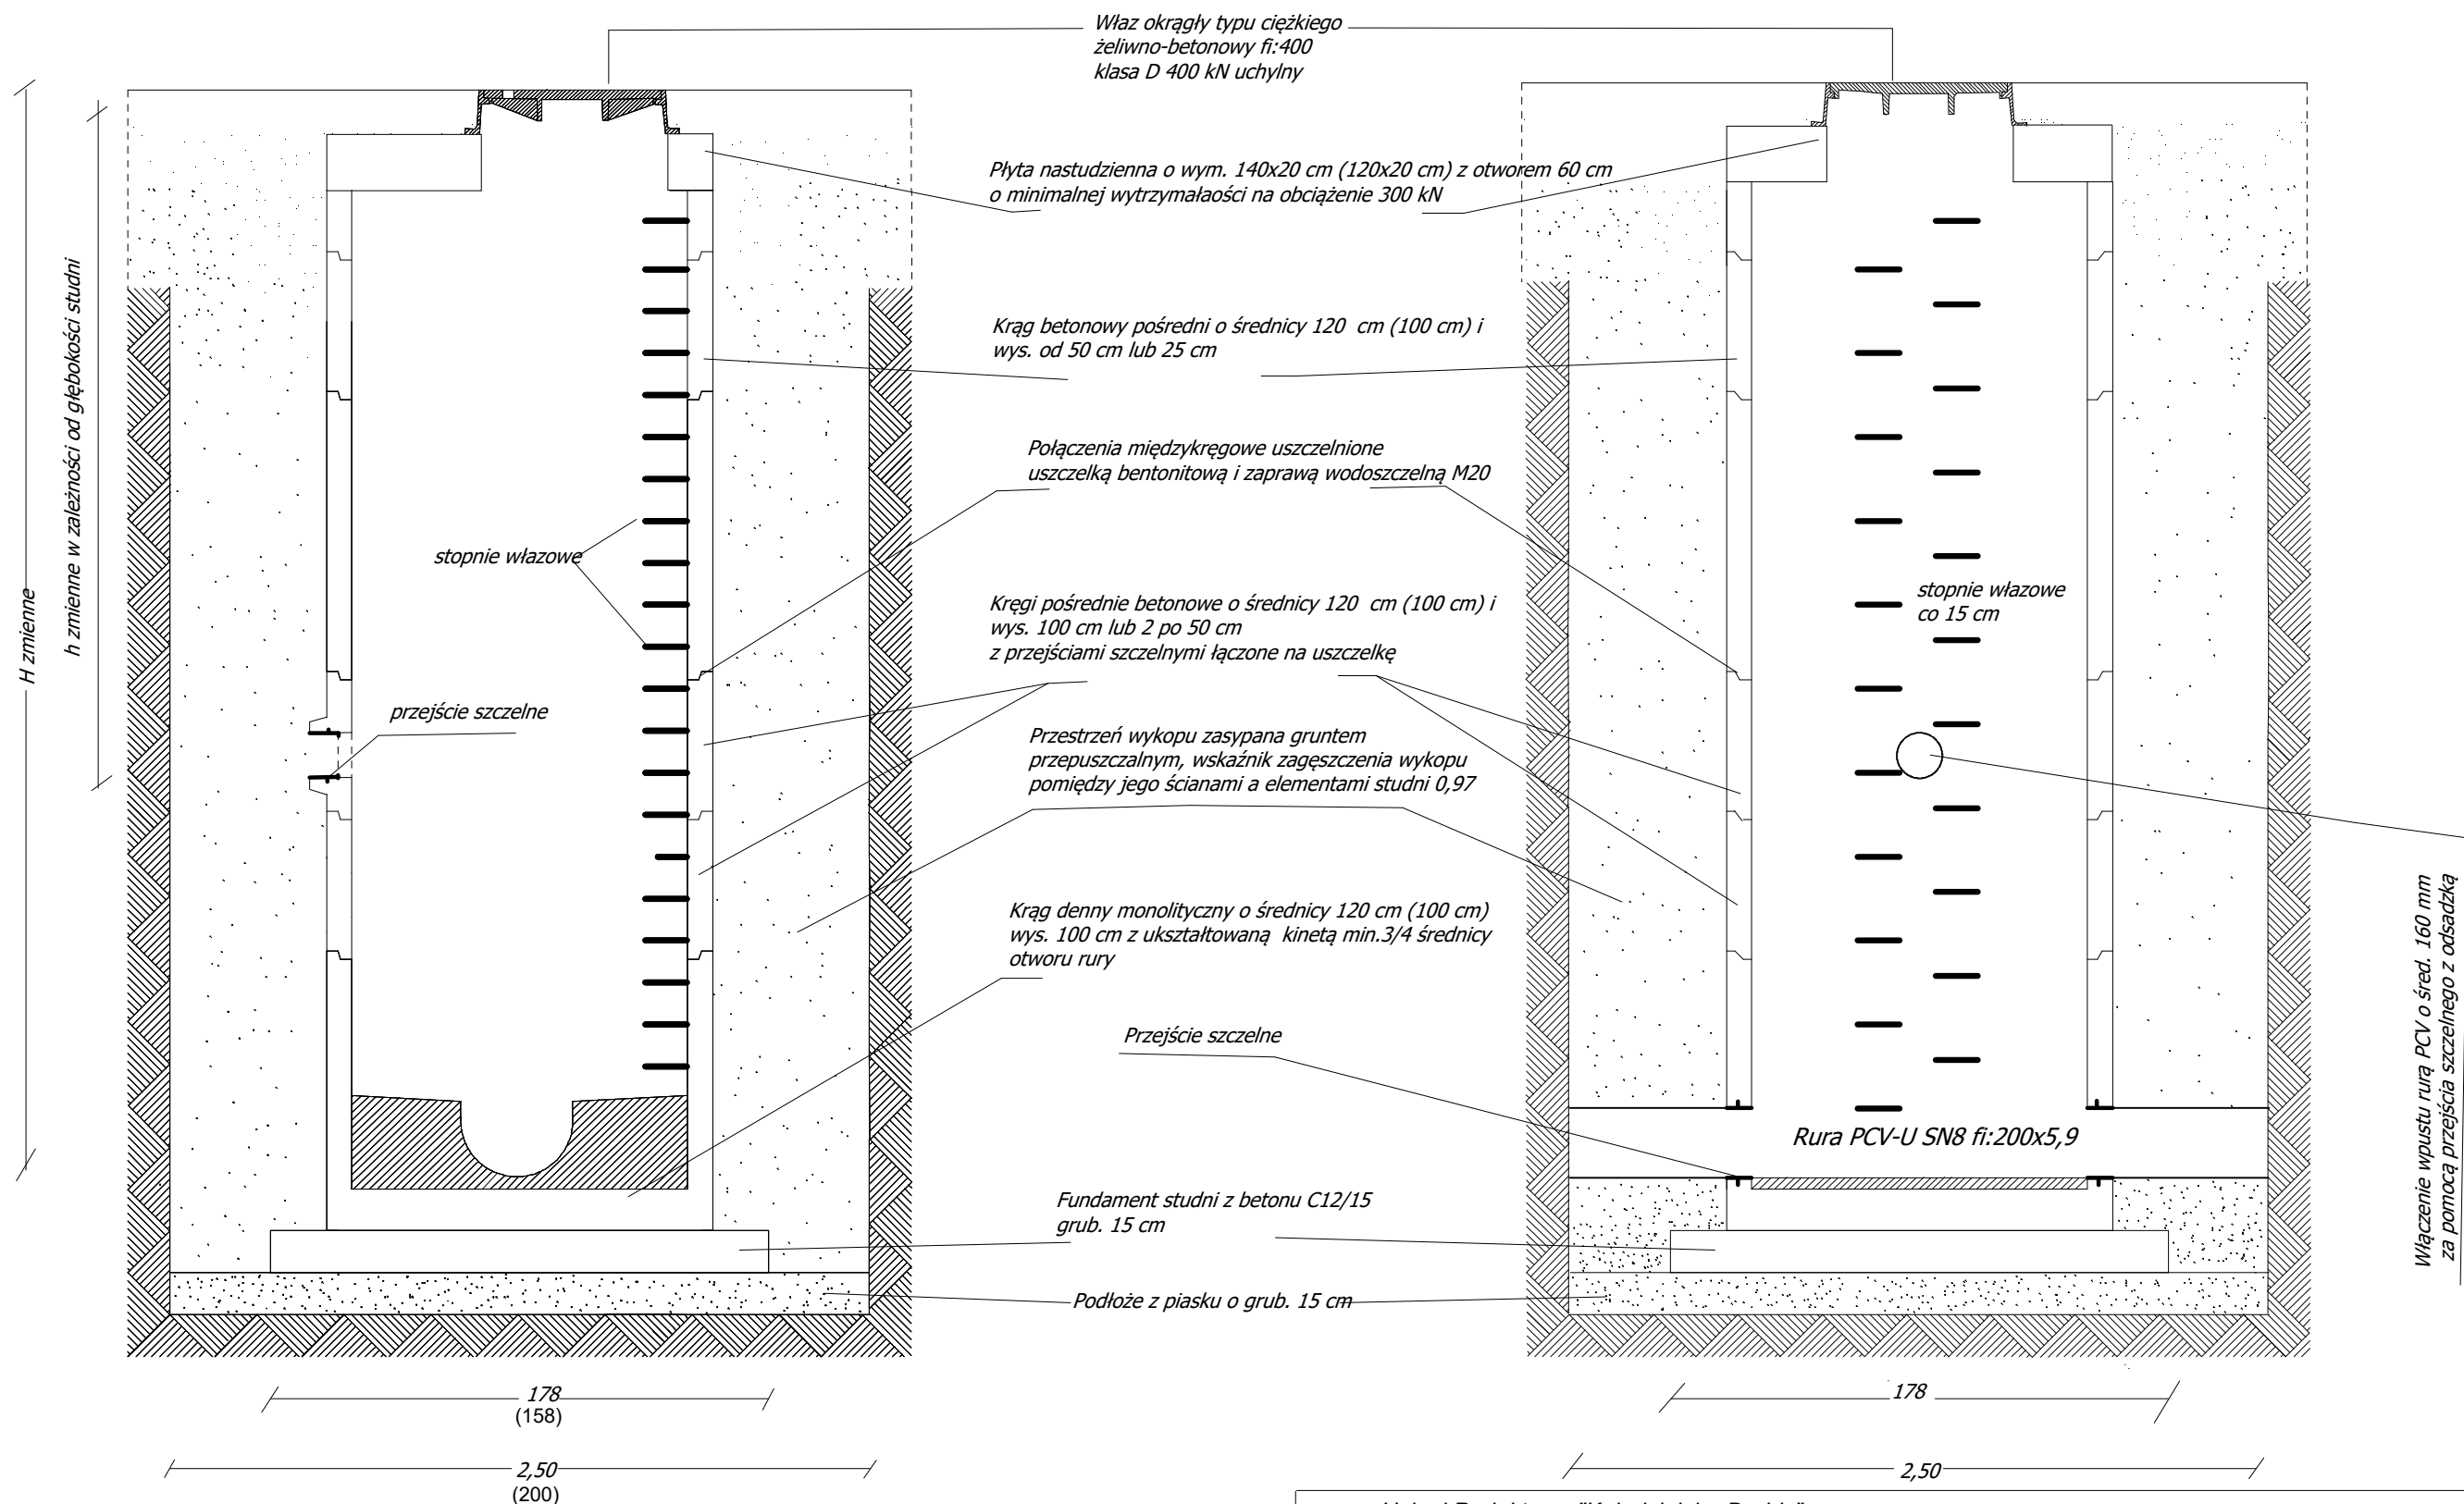 Właz okrągły typu ciężkiego
żeliwno-betonowy fi:400
klasa D 400 kN uchylny
Płyta nastudzienna o wym. 140x20 cm (120x20 cm) z otworem 60 cm
o minimalnej wytrzymałaości na obciążenie 300 kN
Krąg betonowy pośredni o średnicy 120 cm (100 cm) i
wys. od 50 cm lub 25 cm
Połączenia międzykręgowe uszczelnione
uszczelką bentonitową i zaprawą wodoszczelną M20
Kręgi pośrednie betonowe o średnicy 120 cm (100 cm) i
wys. 100 cm lub 2 po 50 cm
z przejściami szczelnymi łączone na uszczelkę
Przestrzeń wykopu zasypana gruntem
przepuszczalnym, wskaźnik zagęszczenia wykopu
pomiędzy jego ścianami a elementami studni 0,97
Krąg denny monolityczny o średnicy 120 cm (100 cm)
wys. 100 cm z ukształtowaną kinetą min.3/4 średnicy
otworu rury
Przejście szczelne
Fundament studni z betonu C12/15
grub. 15 cm
Podłoże z piasku o grub. 15 cm
H zmienne
h zmienne w zależności od głębokości studni
stopnie włazowe
przejście szczelne
178
(158)
2,50
(200)
stopnie włazowe
co 15 cm
Rura PCV-U SN8 fi:200x5,9
178
2,50
Włączenie wpustu rurą PCV o śred. 160 mm
za pomocą przejścia szczelnego z odsadzką